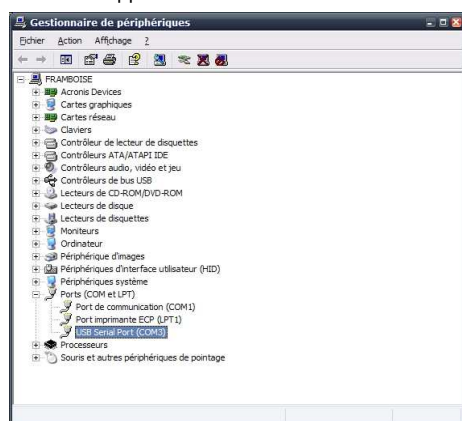 Gestionnaire de périphériques
Fichier Action Affichage ?
FRAMBOISE
Acronis Devices
Cartes graphiques
Cartes réseau
Claviers
Contrôleur de lecteur de disquettes
Contrôleurs ATA/ATAPI IDE
Contrôleurs audio, vidéo et jeu
Contrôleurs de bus USB
Lecteurs de CD-ROM/DVD-ROM
Lecteurs de disque
Lecteurs de disquettes
Moniteurs
Ordinateur
Périphérique d'images
Périphériques d'interface utilisateur (HID)
Périphériques système
Ports (COM et LPT)
Port de communication (COM1)
Port imprimante ECP (LPT1)
USB Serial Port (COM3)
Processeurs
Souris et autres périphériques de pointage